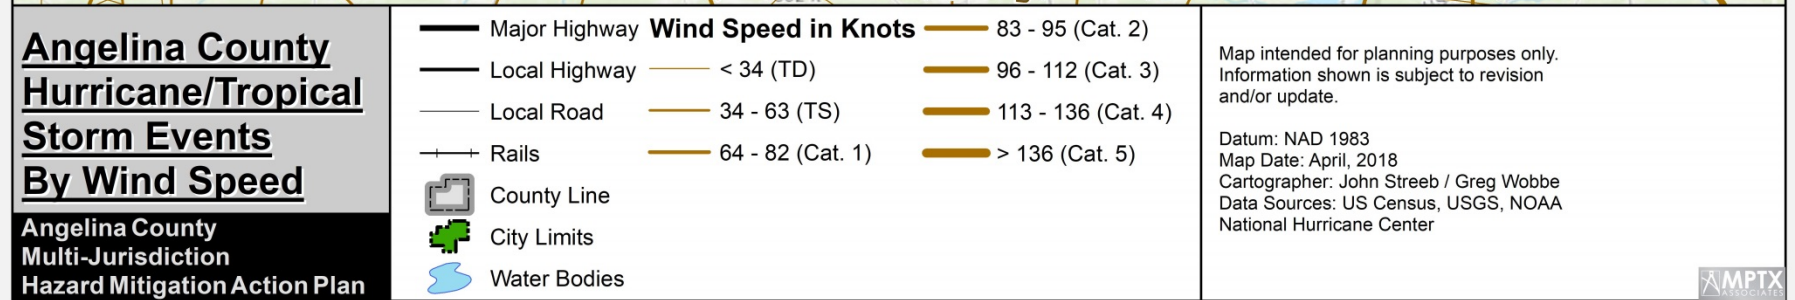 Angelina County
Hurricane/Tropical
Storm Events
By Wind Speed
Angelina County
Multi-Jurisdiction
Hazard Mitigation Action Plan
Major Highway
Local Highway
Local Road
Rails
County Line
City Limits
Water Bodies
Wind Speed in Knots
< 34 (TD)
34 - 63 (TS)
64 - 82 (Cat. 1)
83 - 95 (Cat. 2)
96 - 112 (Cat. 3)
113 - 136 (Cat. 4)
> 136 (Cat. 5)
Map intended for planning purposes only.
Information shown is subject to revision
and/or update.
Datum: NAD 1983
Map Date: April, 2018
Cartographer: John Streeb / Greg Wobbe
Data Sources: US Census, USGS, NOAA
National Hurricane Center
MPTX
ASSOCIATES